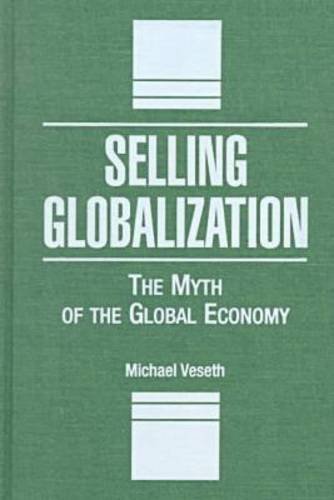 SELLING
GLOBALIZATION
THE MYTH
OF THE GLOBAL ECONOMY
Michael Veseth